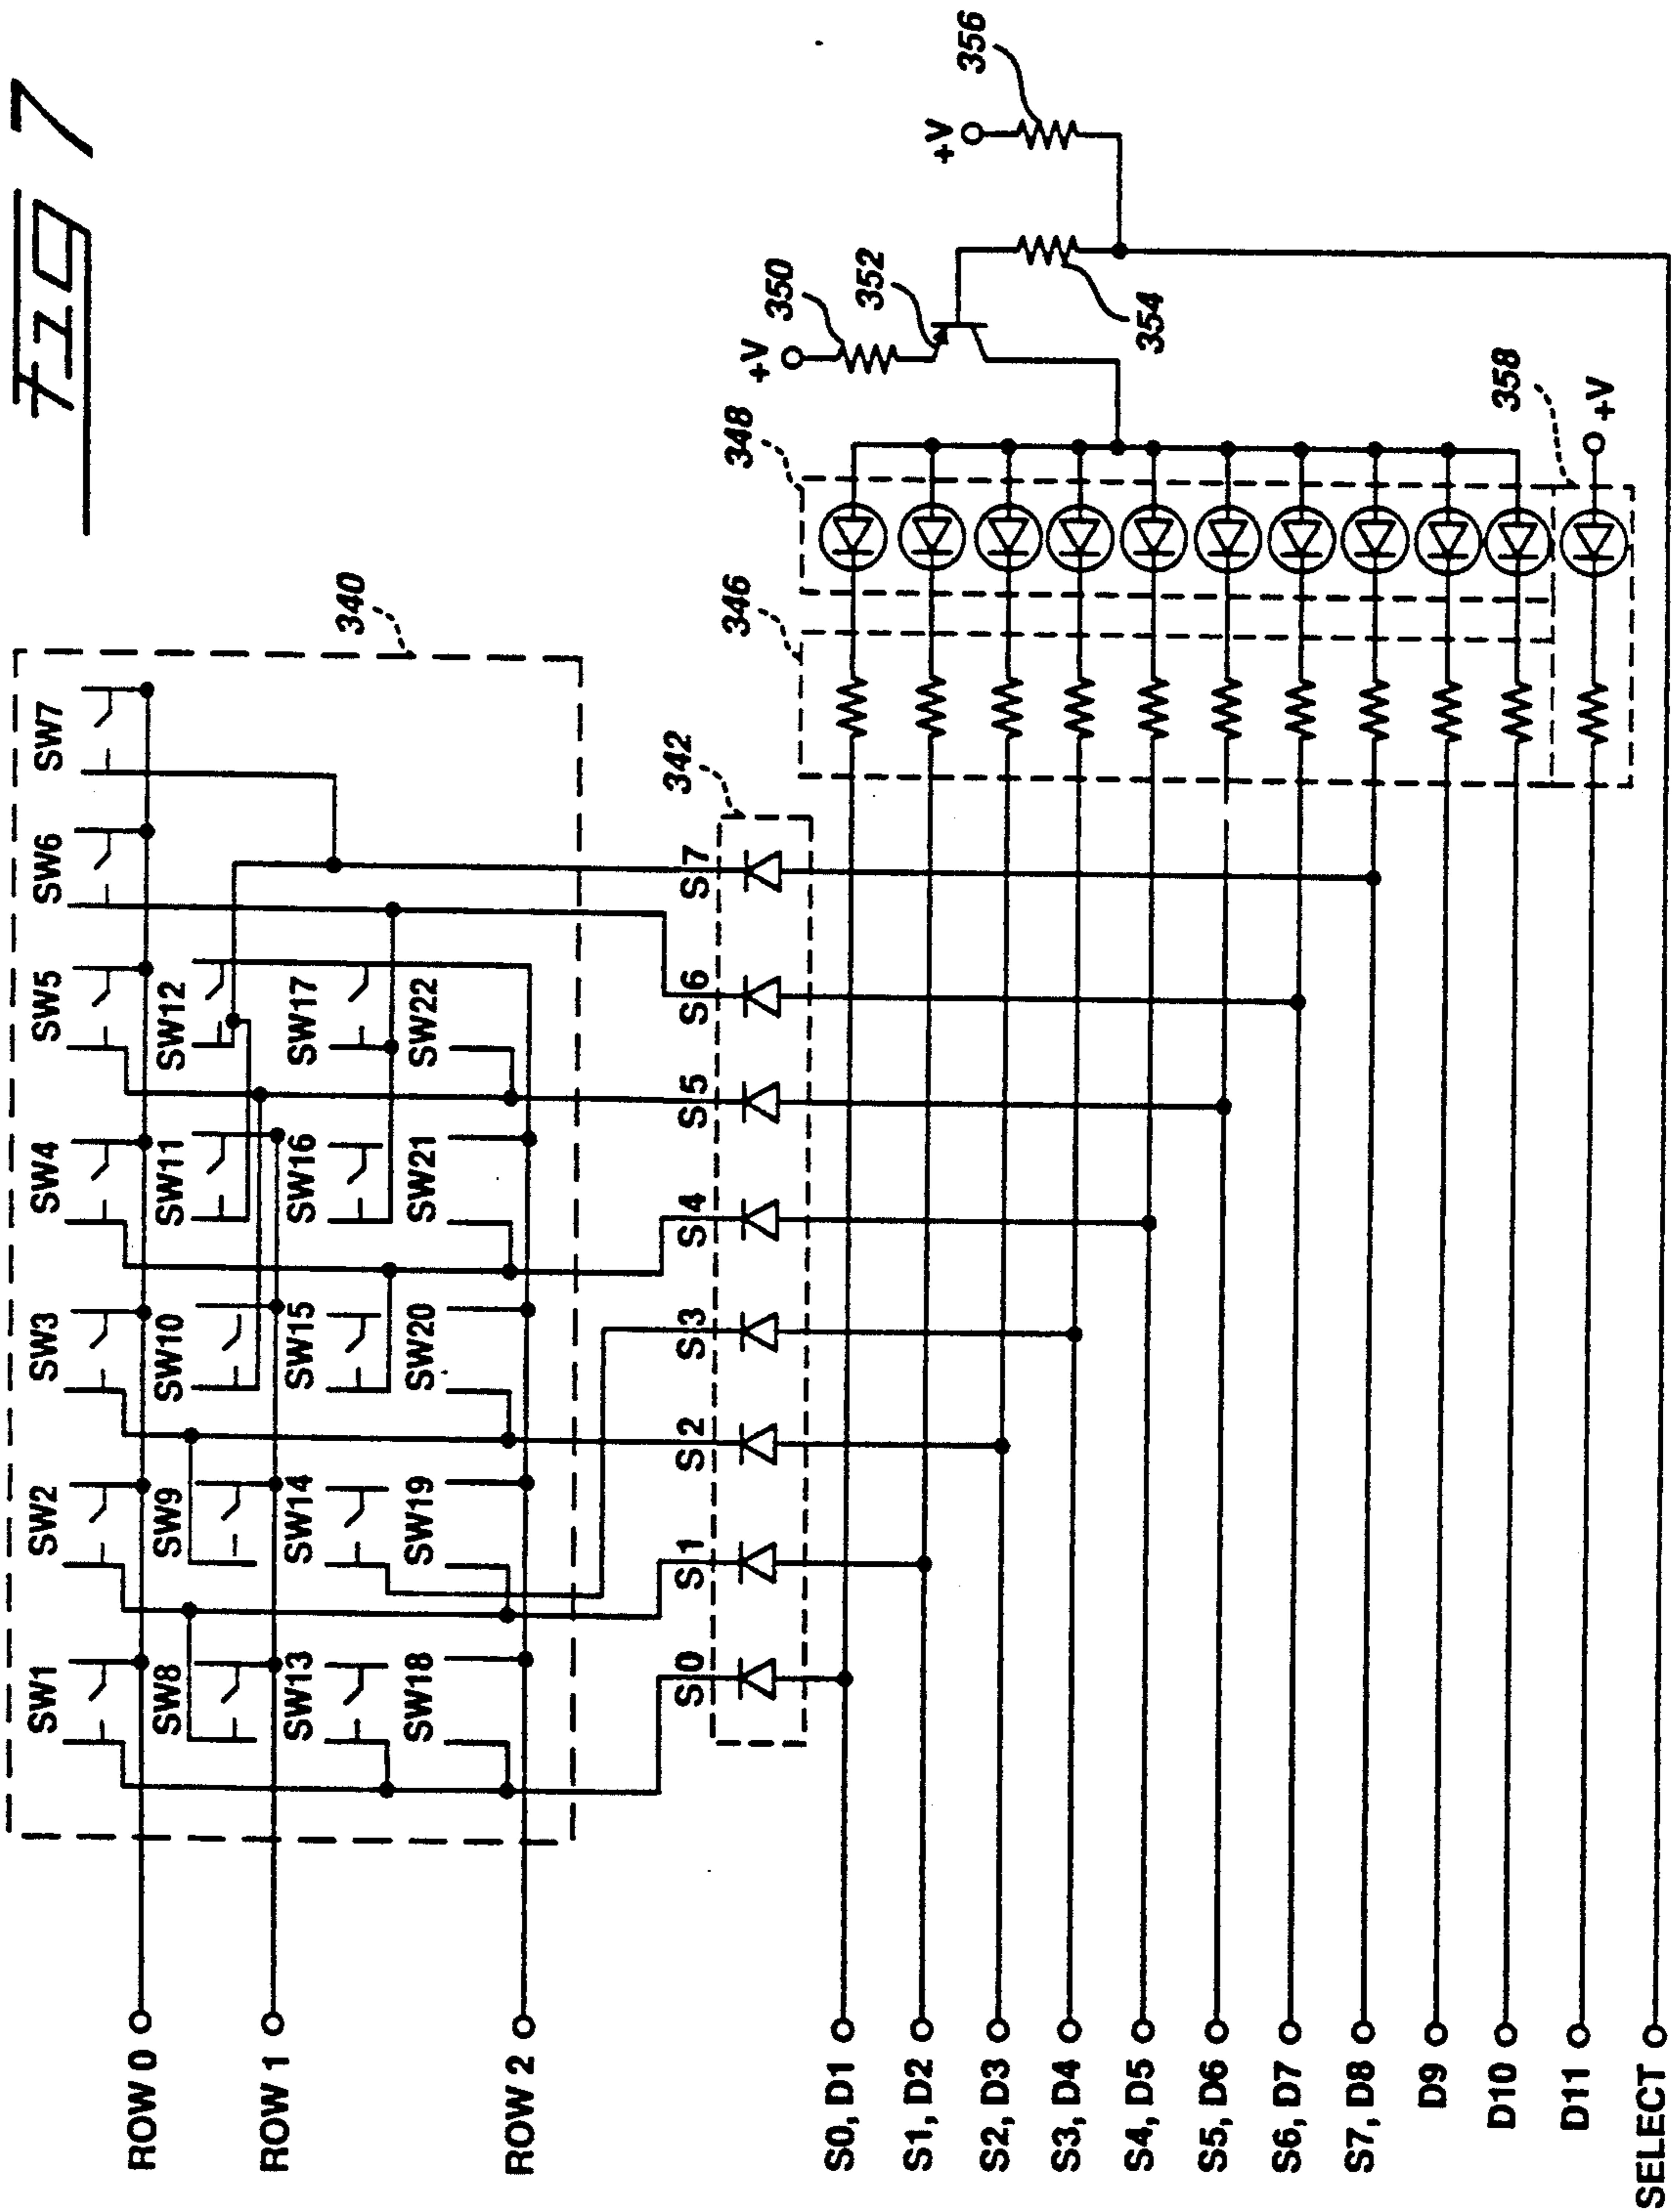 FIG 7
340
SW1 SW2 SW3 SW4 SW5 SW6 SW7
SW8 SW9 SW10 SW11 SW12
SW13 SW14 SW15 SW16 SW17
SW18 SW19 SW20 SW21 SW22
ROW 0
ROW 1
ROW 2
342
S0 S1 S2 S3 S4 S5 S6 S7
346
348
350
352
354
356
358
+V
+V
+V
S0, D1
S1, D2
S2, D3
S3, D4
S4, D5
S5, D6
S6, D7
S7, D8
D9
D10
D11
SELECT